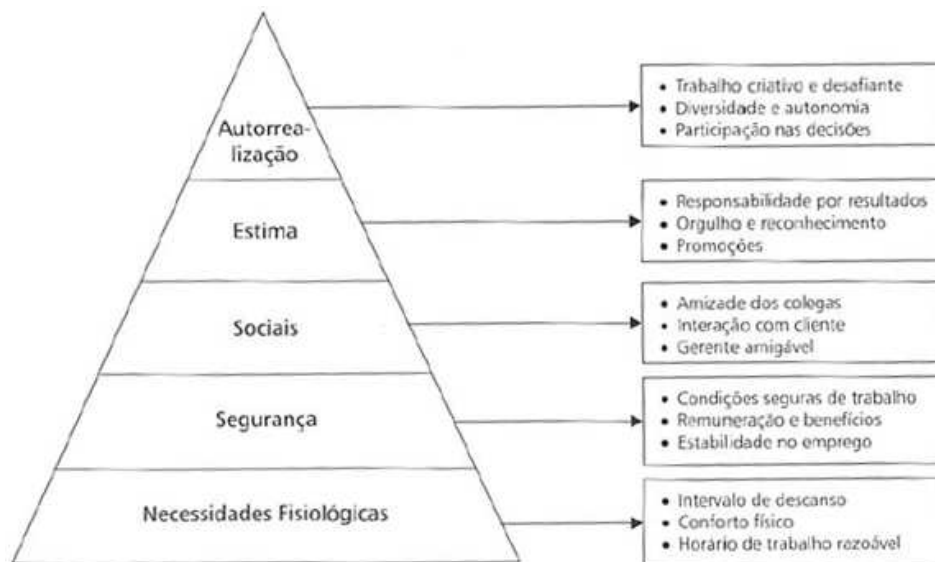 Autorrea-
lização
• Trabalho criativo e desafiante
• Diversidade e autonomia
• Participação nas decisões
Estima
• Responsabilidade por resultados
• Orgulho e reconhecimento
• Promoções
Sociais
• Amizade dos colegas
• Interação com cliente
• Gerente amigável
Segurança
• Condições seguras de trabalho
• Remuneração e benefícios
• Estabilidade no emprego
Necessidades Fisiológicas
• Intervalo de descanso
• Conforto físico
• Horário de trabalho razoável